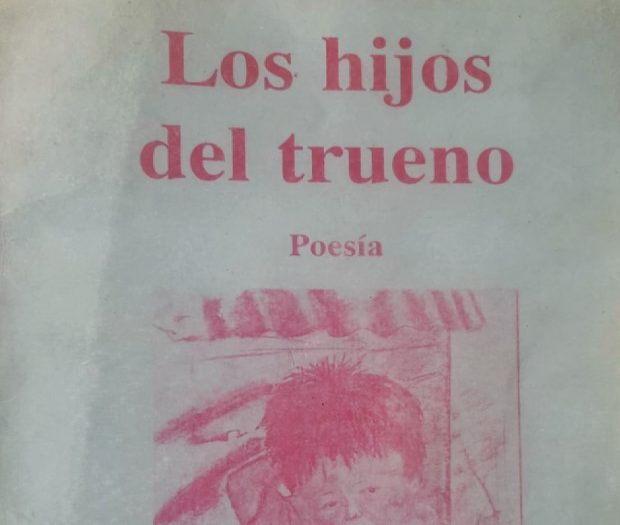 Los hijos
del trueno
Poesía